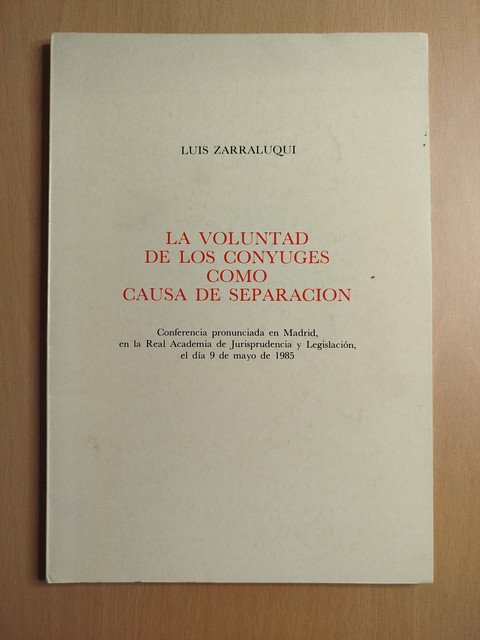 LUIS ZARRALUQUI
LA VOLUNTAD
DE LOS CONYUGES
COMO
CAUSA DE SEPARACION
Conferencia pronunciada en Madrid,
en la Real Academia de Jurisprudencia y Legislación,
el día 9 de mayo de 1985